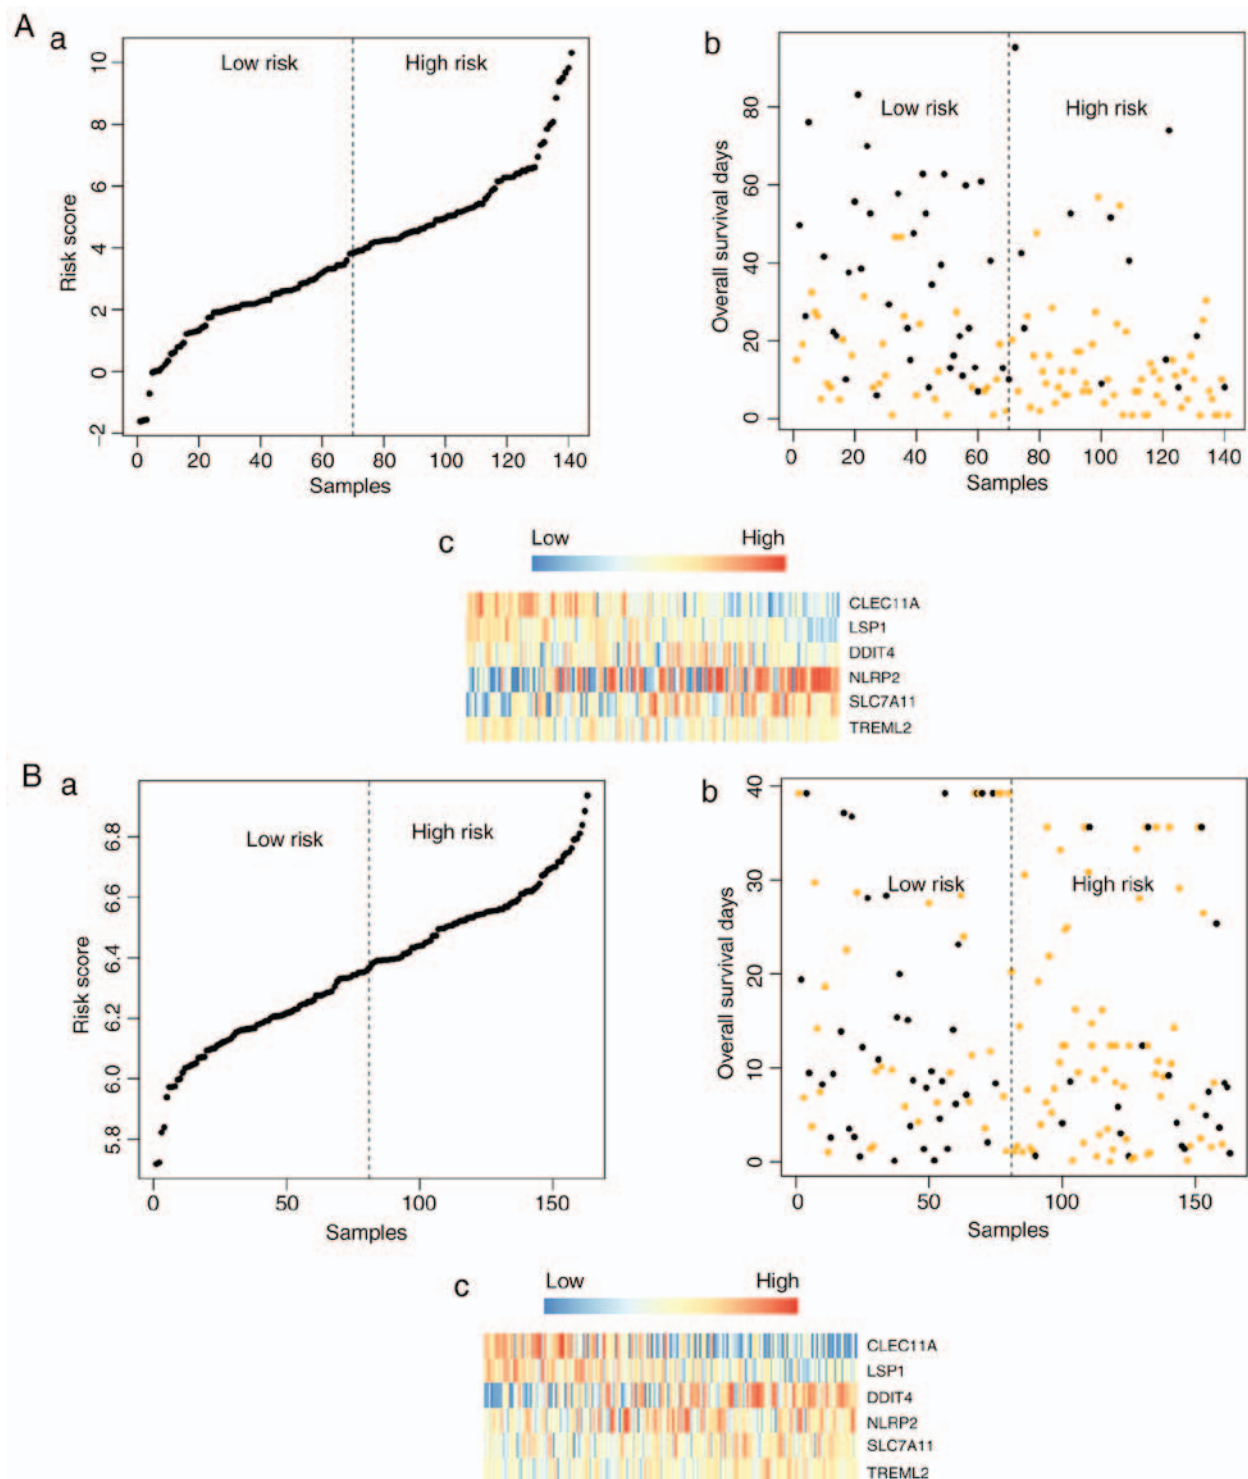 A
a
Risk score
10
8
6
4
2
0
−2
Low risk
High risk
0 20 40 60 80 100 120 140
Samples
b
Overall survival days
80
60
40
20
0
Low risk
High risk
0 20 40 60 80 100 120 140
Samples
c
Low High
CLEC11A
LSP1
DDIT4
NLRP2
SLC7A11
TREML2
B
a
Risk score
6.8
6.6
6.4
6.2
6.0
5.8
Low risk
High risk
0 50 100 150
Samples
b
Overall survival days
40
30
20
10
0
Low risk
High risk
0 50 100 150
Samples
c
Low High
CLEC11A
LSP1
DDIT4
NLRP2
SLC7A11
TREML2